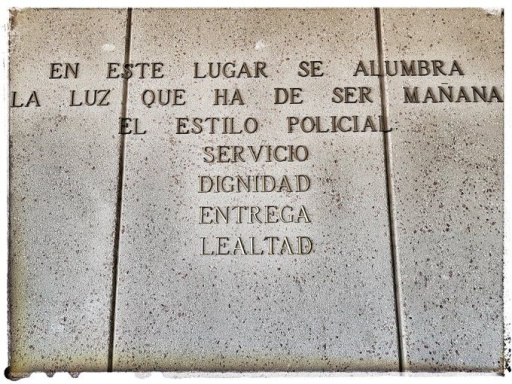 EN ESTE LUGAR SE ALUMBRA
LA LUZ QUE HA DE SER MAÑANA
EL ESTILO POLICIAL
SERVICIO
DIGNIDAD
ENTREGA
LEALTAD